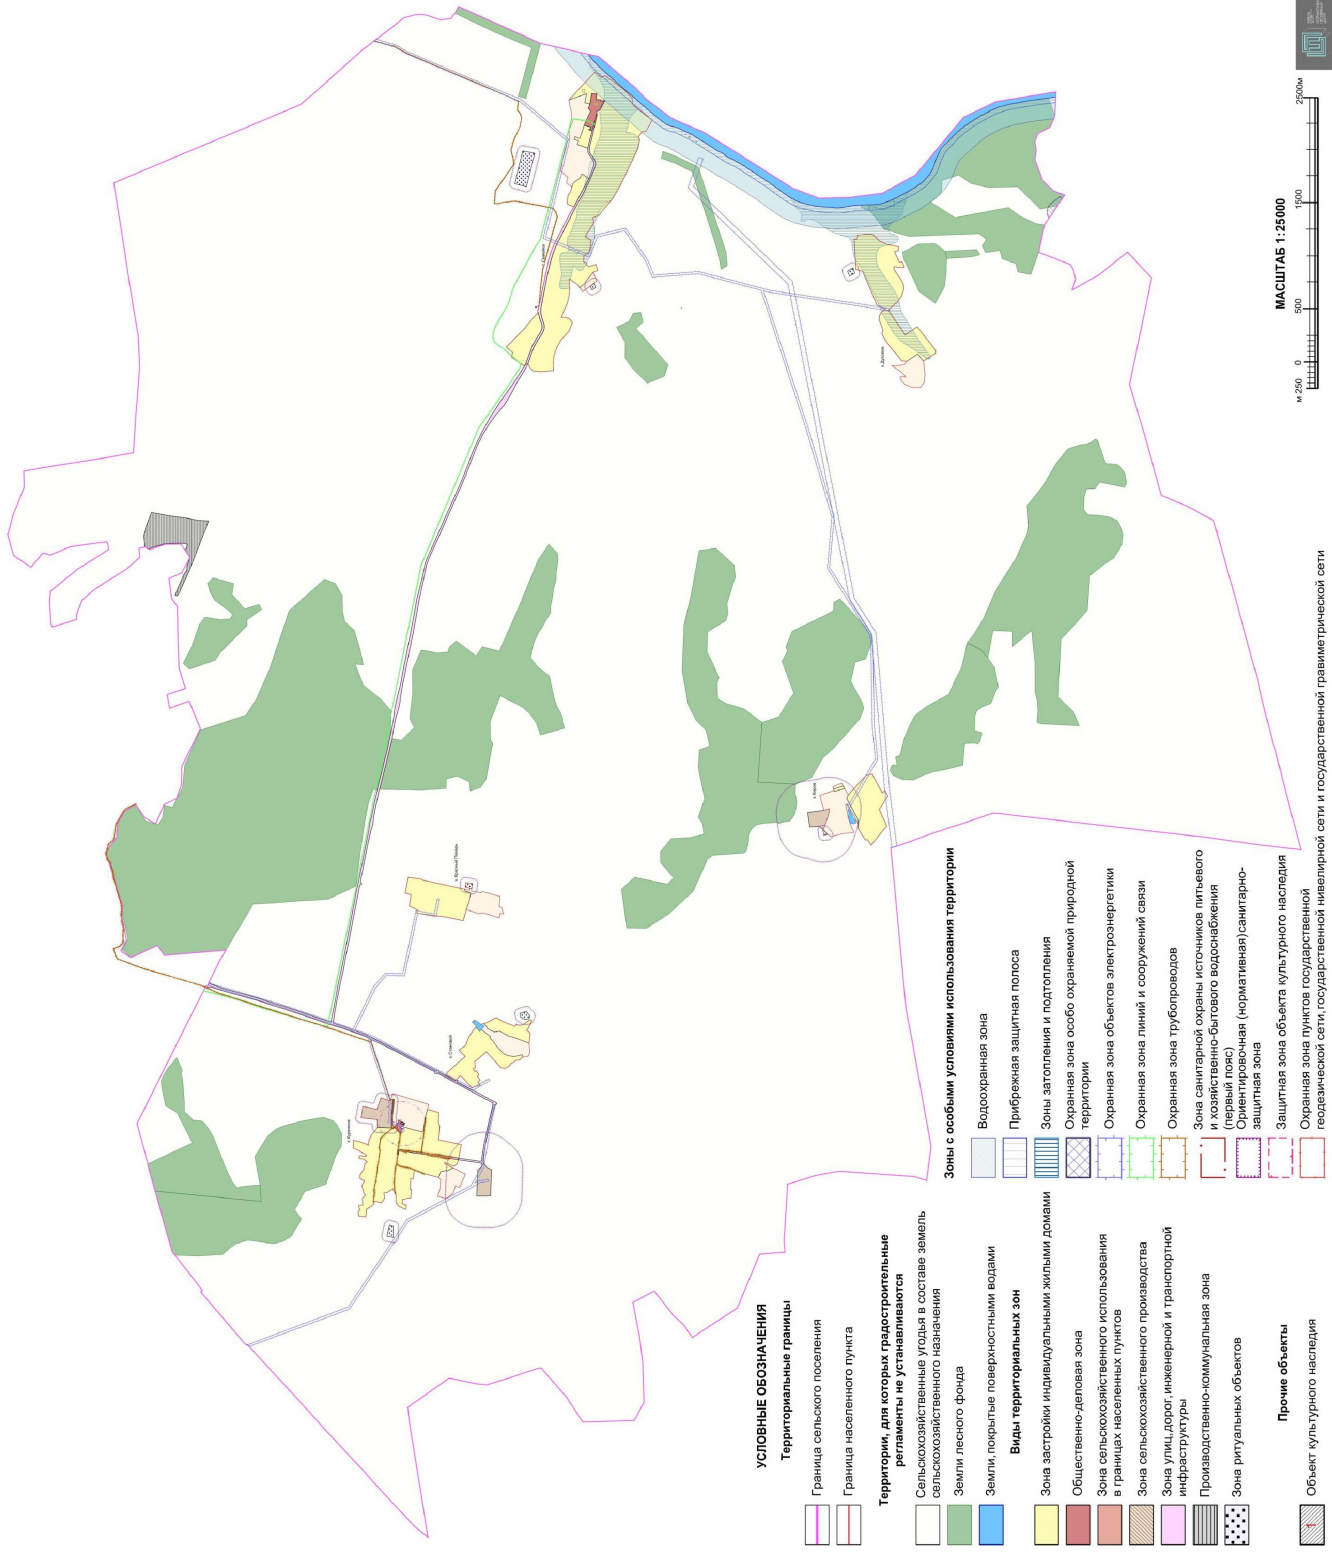 УСЛОВНЫЕ ОБОЗНАЧЕНИЯ
Территориальные границы
Граница сельского поселения
Граница населенного пункта
Территории, для которых градостроительные
регламенты не устанавливаются
Сельскохозяйственные угодья в составе земель
сельскохозяйственного назначения
Земли лесного фонда
Земли, покрытые поверхностными водами
Виды территориальных зон
Зона застройки индивидуальными жилыми домами
Общественно-деловая зона
Зона сельскохозяйственного использования
в границах населенных пунктов
Зона сельскохозяйственного производства
Зона улиц, дорог, инженерной и транспортной
инфраструктуры
Производственно-коммунальная зона
Зона ритуальных объектов
Прочие объекты
1
Объект культурного наследия
Зоны с особыми условиями использования территории
Водоохранная зона
Прибрежная защитная полоса
Зоны затопления и подтопления
Охранная зона особо охраняемой природной
территории
Охранная зона объектов электроэнергетики
Охранная зона линий и сооружений связи
Охранная зона трубопроводов
Зона санитарной охраны источников питьевого
и хозяйственно-бытового водоснабжения
(первый пояс)
Ориентировочная (нормативная) санитарно-
защитная зона
Защитная зона объекта культурного наследия
Охранная зона пунктов государственной
геодезической сети, государственной нивелирной сети и государственной гравиметрической сети
МАСШТАБ 1:25000
м 250 0 500 1500 2500м